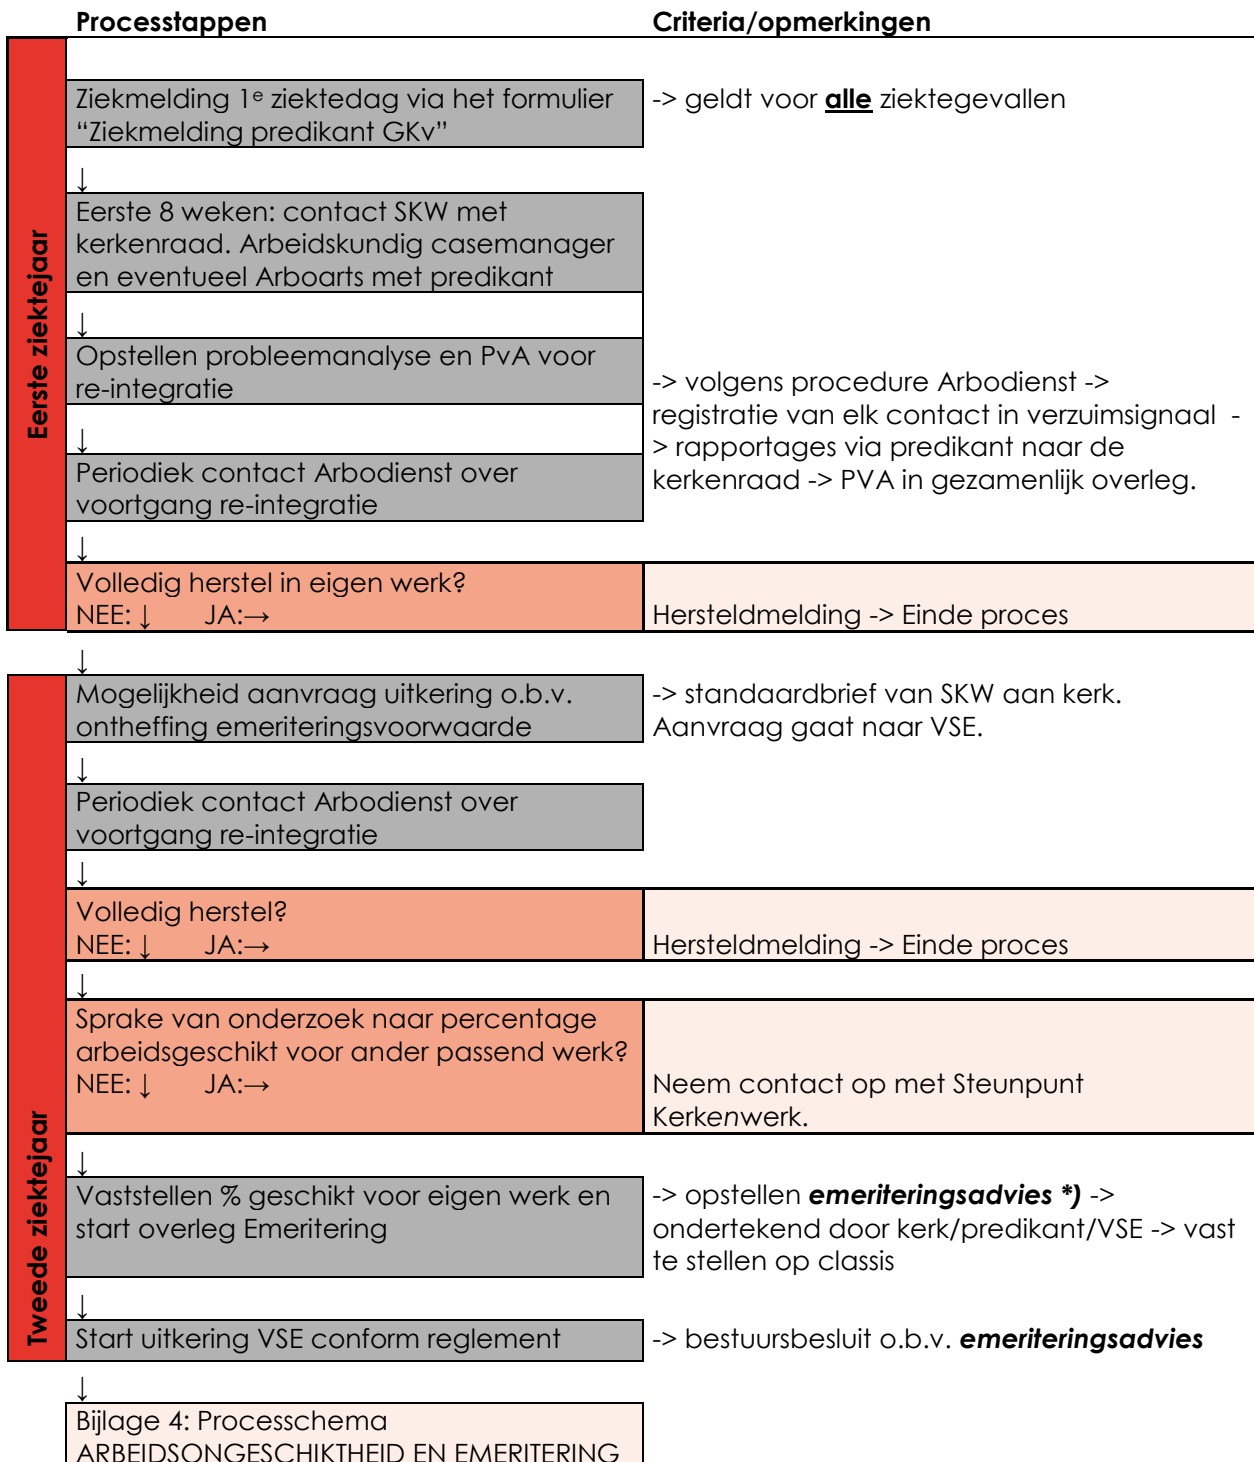 Processtappen
Criteria/opmerkingen
Eerste ziektejaar
Ziekmelding 1e ziektedag via het formulier
“Ziekmelding predikant GKv”
-> geldt voor alle ziektegevallen
↓
Eerste 8 weken: contact SKW met
kerkenraad. Arbeidskundig casemanager
en eventueel Arboarts met predikant
↓
Opstellen probleemanalyse en PvA voor
re-integratie
↓
Periodiek contact Arbodienst over
voortgang re-integratie
-> volgens procedure Arbodienst ->
registratie van elk contact in verzuimsignaal -
> rapportages via predikant naar de
kerkenraad -> PVA in gezamenlijk overleg.
↓
Volledig herstel in eigen werk?
NEE: ↓ JA:→
Hersteldmelding -> Einde proces
↓
Tweede ziektejaar
Mogelijkheid aanvraag uitkering o.b.v.
ontheffing emeriteringsvoorwaarde
-> standaardbrief van SKW aan kerk.
Aanvraag gaat naar VSE.
↓
Periodiek contact Arbodienst over
voortgang re-integratie
↓
Volledig herstel?
NEE: ↓ JA:→
Hersteldmelding -> Einde proces
↓
Sprake van onderzoek naar percentage
arbeidsgeschikt voor ander passend werk?
NEE: ↓ JA:→
Neem contact op met Steunpunt
Kerkenwerk.
↓
Vaststellen % geschikt voor eigen werk en
start overleg Emeritering
-> opstellen emeriteringsadvies *) ->
ondertekend door kerk/predikant/VSE -> vast
te stellen op classis
↓
Start uitkering VSE conform reglement
-> bestuursbesluit o.b.v. emeriteringsadvies
↓
Bijlage 4: Processchema
ARBEIDSONGESCHIKTHEID EN EMERITERING